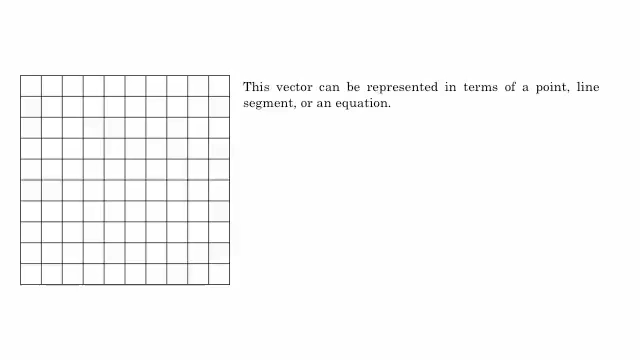 This vector can be represented in terms of a point, line
segment, or an equation.